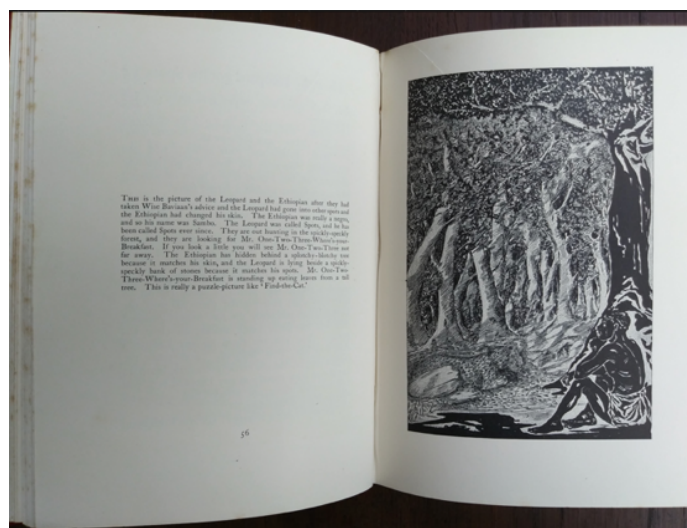 THIS is the picture of the Leopard and the Ethiopian after they had
taken Wise Baviaan's advice and the Leopard had gone into other spots and
the Ethiopian had changed his skin. The Ethiopian was really a negro,
and so his name was Sambo. The Leopard was called Spots, and he has
been called Spots ever since. They are out hunting in the spickly-speckly
forest, and they are looking for Mr. One-Two-Three-Where's-your-
Breakfast. If you look a little you will see Mr. One-Two-Three not
far away. The Ethiopian has hidden behind a splotchy-blotchy tree
because it matches his skin, and the Leopard is lying beside a spickly-
speckly bank of stones because it matches his spots. Mr. One-Two-
Three-Where's-your-Breakfast is standing up eating leaves from a tall
tree. This is really a puzzle-picture like 'Find-the-Cat.'
56